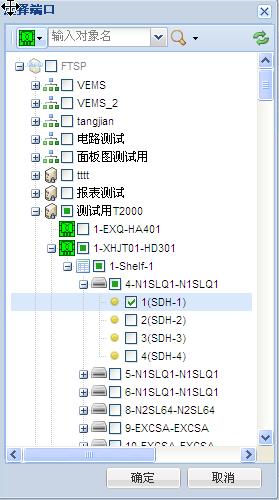 选择端口
输入对象名
FTSP
VEMS
VEMS_2
tangjian
电路测试
面板图测试用
tttt
报表测试
测试用T2000
1-EXQ-HA401
1-XHJT01-HD301
1-Shelf-1
4-N1SLQ1-N1SLQ1
1(SDH-1)
2(SDH-2)
3(SDH-3)
4(SDH-4)
5-N1SLQ1-N1SLQ1
6-N1SLQ1-N1SLQ1
8-N2SL64-N2SL64
9-EXCSA-EXCSA
10-EXCSA-EXCSA
确定
取消